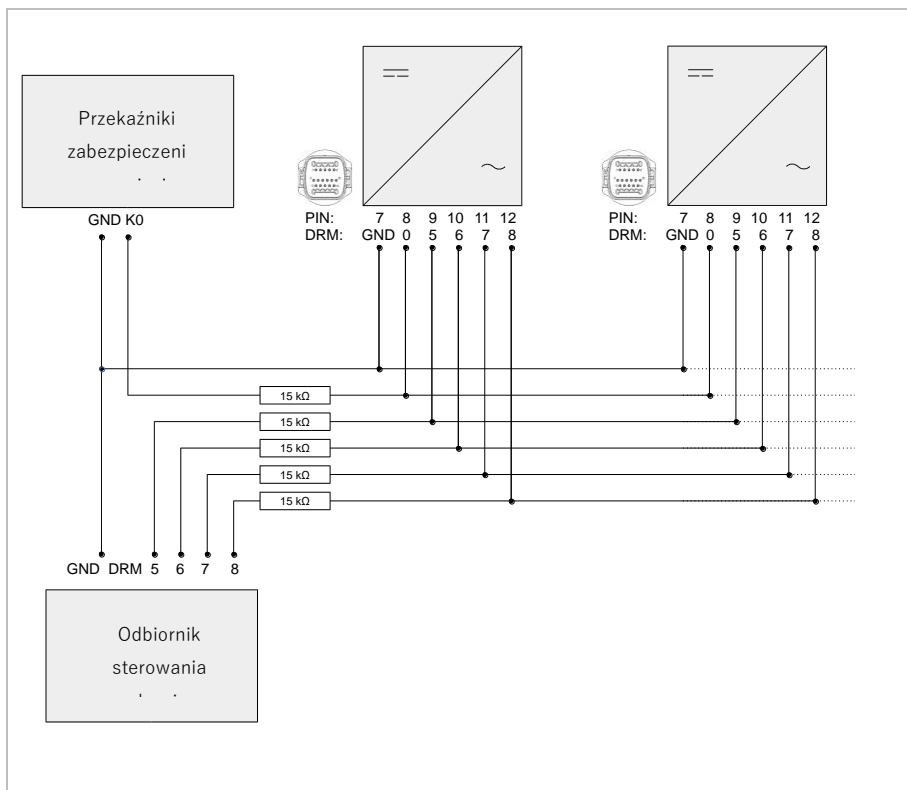 Przekaźniki
zabezpieczeni
GND K0
PIN: 7 8 9 10 11 12
DRM: GND 0 5 6 7 8
PIN: 7 8 9 10 11 12
DRM: GND 0 5 6 7 8
15 kΩ
15 kΩ
15 kΩ
15 kΩ
15 kΩ
GND DRM 5 6 7 8
Odbiornik
sterowania